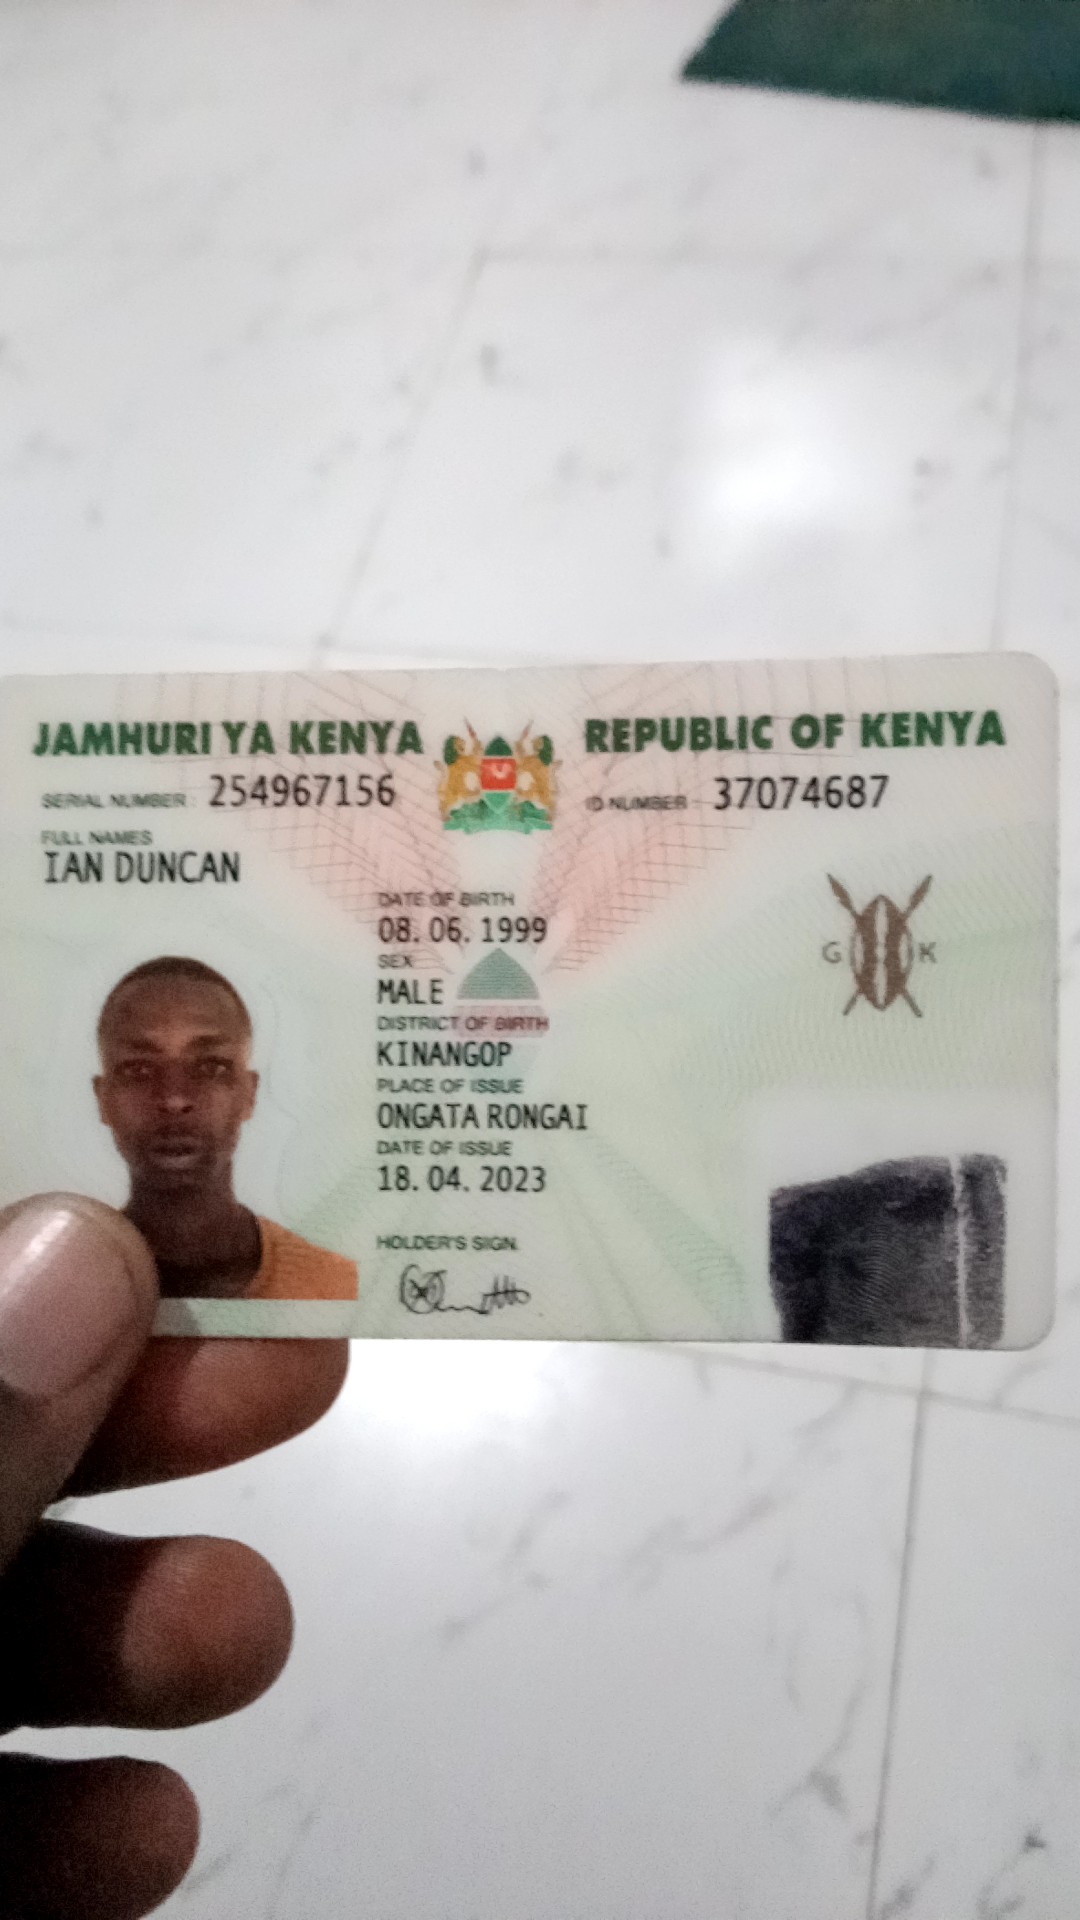 JAMHURI YA KENYA REPUBLIC OF KENYA
SERIAL NUMBER : 254967156 ID NUMBER : 37074687
FULL NAMES
IAN DUNCAN
DATE OF BIRTH
08. 06. 1999
SEX
MALE
DISTRICT OF BIRTH
KINANGOP
PLACE OF ISSUE
ONGATA RONGAI
DATE OF ISSUE
18. 04. 2023
HOLDER'S SIGN.
G K